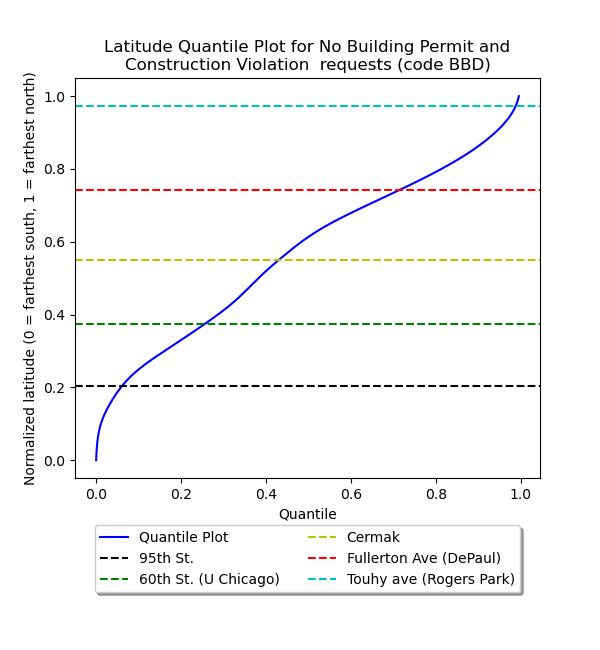 Latitude Quantile Plot for No Building Permit and
Construction Violation  requests (code BBD)
Normalized latitude (0 = farthest south, 1 = farthest north)
1.0
0.8
0.6
0.4
0.2
0.0
0.0 0.2 0.4 0.6 0.8 1.0
Quantile
Quantile Plot
95th St.
60th St. (U Chicago)
Cermak
Fullerton Ave (DePaul)
Touhy ave (Rogers Park)